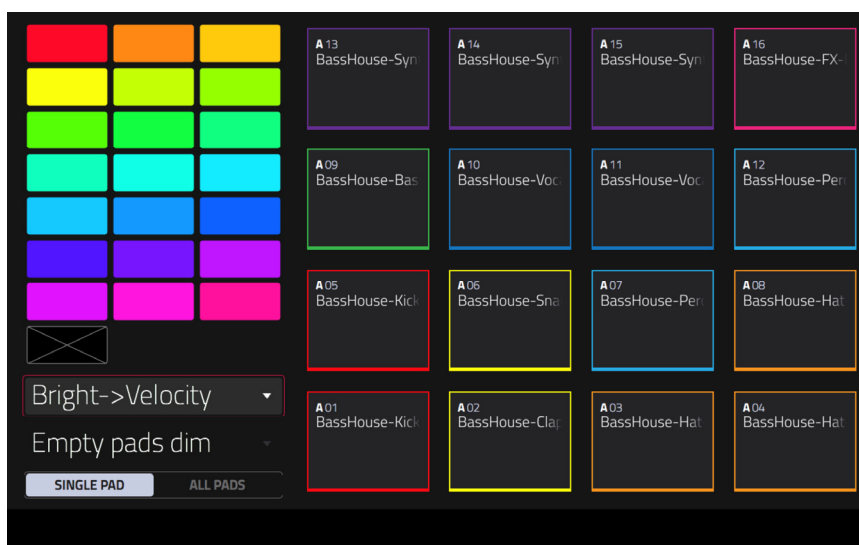 A 13
BassHouse-Syn
A 14
BassHouse-Syn
A 15
BassHouse-Syn
A 16
BassHouse-FX-
A 09
BassHouse-Bas
A 10
BassHouse-Voc
A 11
BassHouse-Voc
A 12
BassHouse-Per
A 05
BassHouse-Kick
A 06
BassHouse-Sna
A 07
BassHouse-Per
A 08
BassHouse-Hat
A 01
BassHouse-Kick
A 02
BassHouse-Clap
A 03
BassHouse-Hat
A 04
BassHouse-Hat
Bright->Velocity
Empty pads dim
SINGLE PAD
ALL PADS